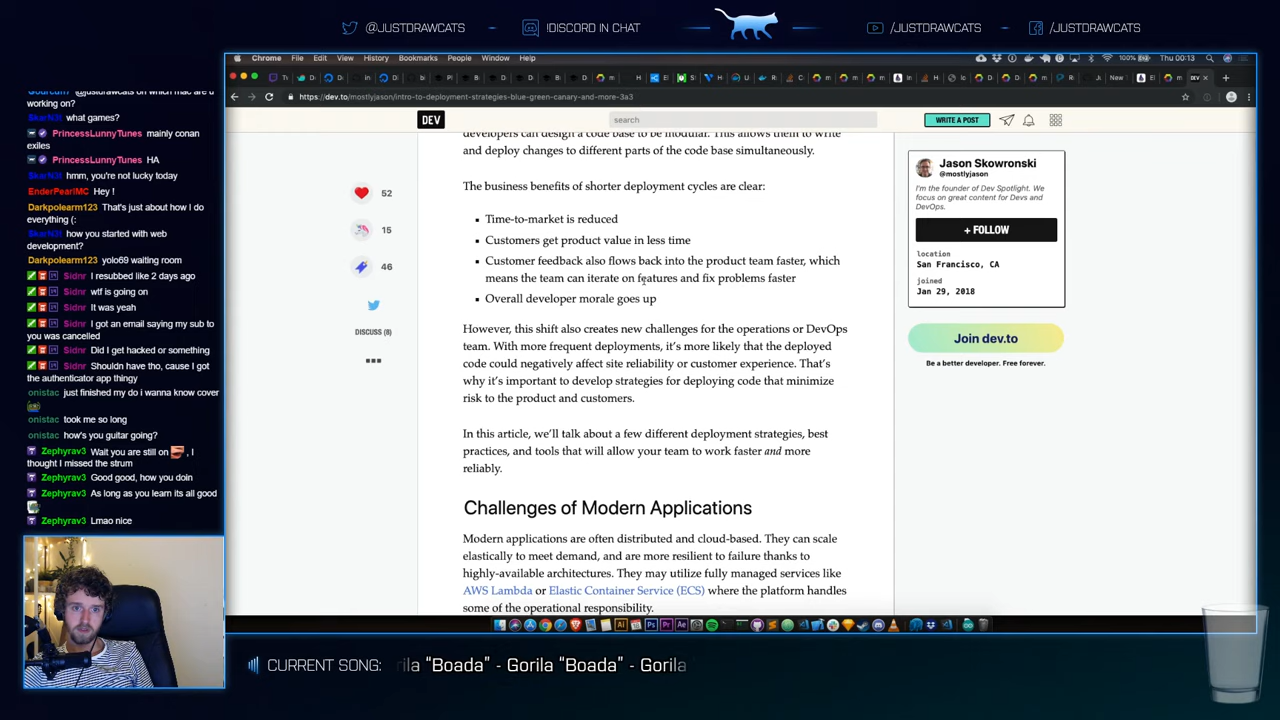 @JUSTDRAWCATS
!DISCORD IN CHAT
/JUSTDRAWCATS
/JUSTDRAWCATS
Chrome File Edit View History Bookmarks People Window Help
100% Thu 00:13
https://dev.to/mostlyjason/intro-to-deployment-strategies-blue-green-canary-and-more-3a3
DEV
search
WRITE A POST
@justdrawcats on which mac are u
working on?
SkarN3t what games?
PrincessLunnyTunes mainly conan
exiles
PrincessLunnyTunes HA
hmm, you're not lucky today
EnderPearlMC Hey !
Darkpolearm123 That's just about how I do
everything (:
how you started with web
development?
Darkpolearm123 yolo69 waiting room
Sidnr I resubbed like 2 days ago
Sidnr wtf is going on
Sidnr It was yeah
Sidnr I got an email saying my sub to
you was cancelled
Sidnr Did I get hacked or something
Sidnr Shouldn have tho, cause I got
the authenticator app thingy
onistac just finished my do i wanna know cover
onistac took me so long
onistac how's you guitar going?
Zephyrav3 Wait you are still on , I
thought I missed the strum
Zephyrav3 Good good, how you doin
Zephyrav3 As long as you learn its all good
Zephyrav3 Lmao nice
52
15
46
DISCUSS (8)
developers can design a code base to be modular. This allows them to write
and deploy changes to different parts of the code base simultaneously.
The business benefits of shorter deployment cycles are clear:
Time-to-market is reduced
Customers get product value in less time
Customer feedback also flows back into the product team faster, which
means the team can iterate on features and fix problems faster
Overall developer morale goes up
However, this shift also creates new challenges for the operations or DevOps
team. With more frequent deployments, it's more likely that the deployed
code could negatively affect site reliability or customer experience. That's
why it's important to develop strategies for deploying code that minimize
risk to the product and customers.
In this article, we'll talk about a few different deployment strategies, best
practices, and tools that will allow your team to work faster and more
reliably.
Challenges of Modern Applications
Modern applications are often distributed and cloud-based. They can scale
elastically to meet demand, and are more resilient to failure thanks to
highly-available architectures. They may utilize fully managed services like
AWS Lambda or Elastic Container Service (ECS) where the platform handles
some of the operational responsibility.
Jason Skowronski
@mostlyjason
I'm the founder of Dev Spotlight. We
focus on great content for Devs and
DevOps.
+ FOLLOW
location
San Francisco, CA
joined
Jan 29, 2018
Join dev.to
Be a better developer. Free forever.
CURRENT SONG: rila "Boada" - Gorila "Boada" - Gorila